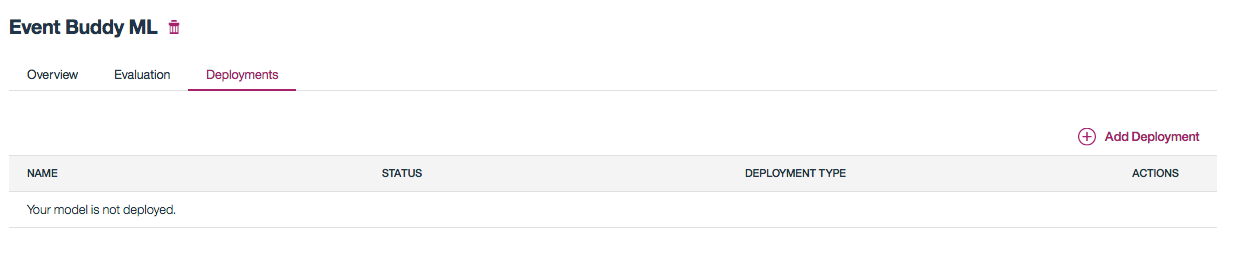 Event Buddy ML
Overview Evaluation Deployments
Add Deployment
NAME STATUS DEPLOYMENT TYPE ACTIONS
Your model is not deployed.